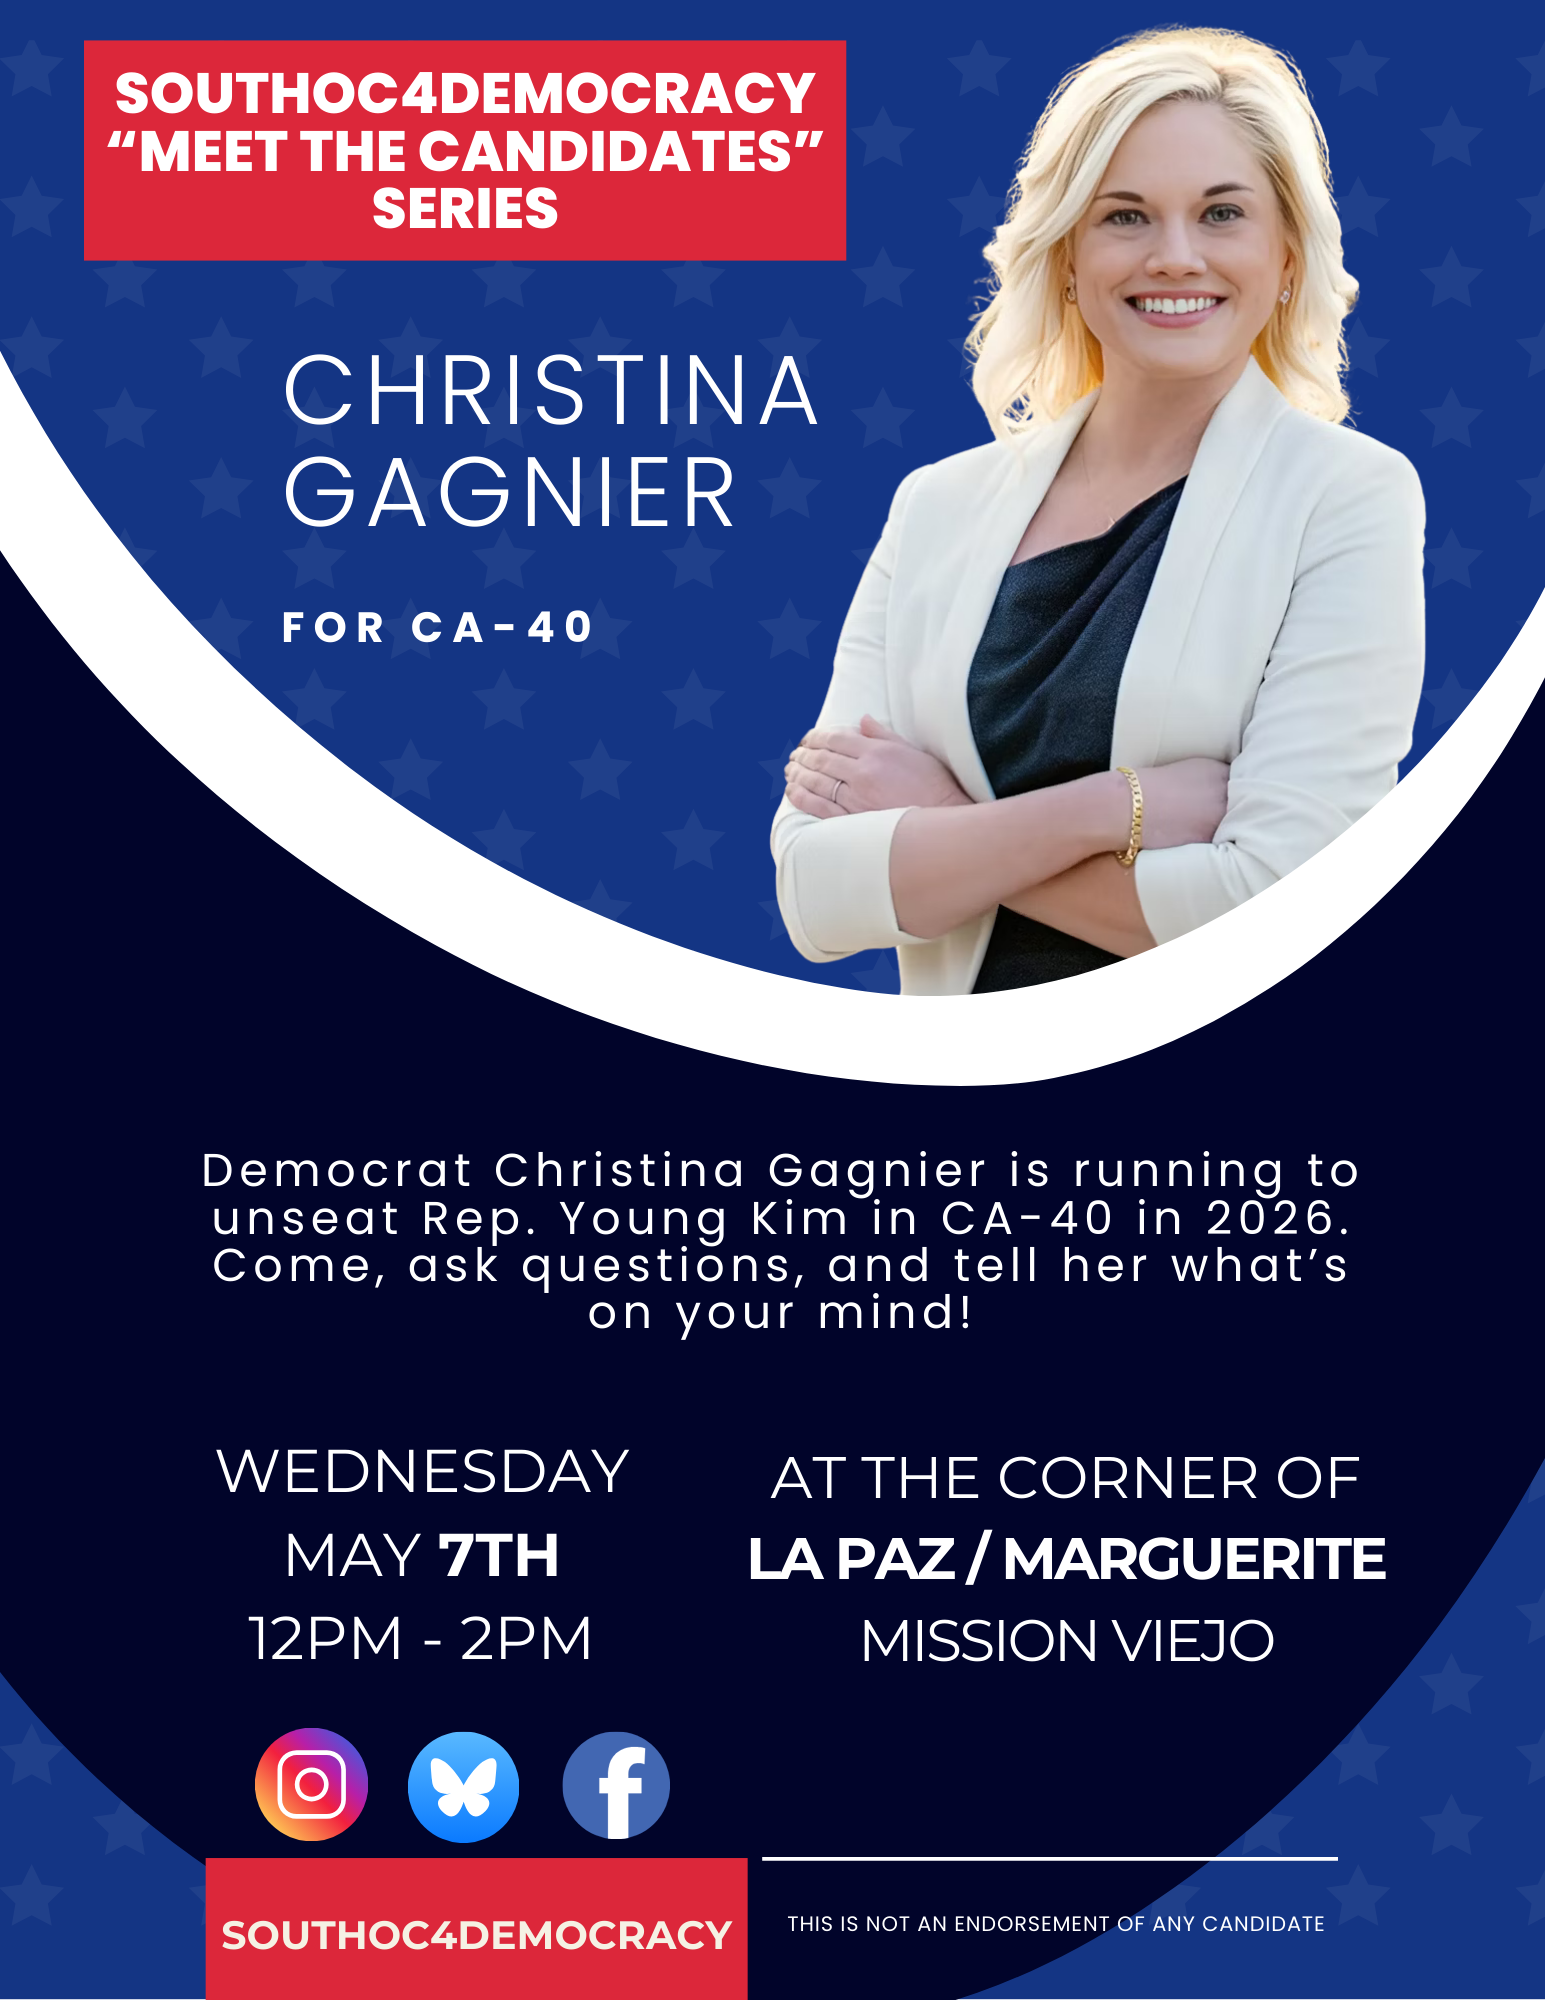 SOUTHOC4DEMOCRACY
“MEET THE CANDIDATES”
SERIES
CHRISTINA
GAGNIER
FOR CA-40
Democrat Christina Gagnier is running to
unseat Rep. Young Kim in CA-40 in 2026.
Come, ask questions, and tell her what’s
on your mind!
WEDNESDAY
MAY 7TH
12PM - 2PM
AT THE CORNER OF
LA PAZ / MARGUERITE
MISSION VIEJO
SOUTHOC4DEMOCRACY
THIS IS NOT AN ENDORSEMENT OF ANY CANDIDATE